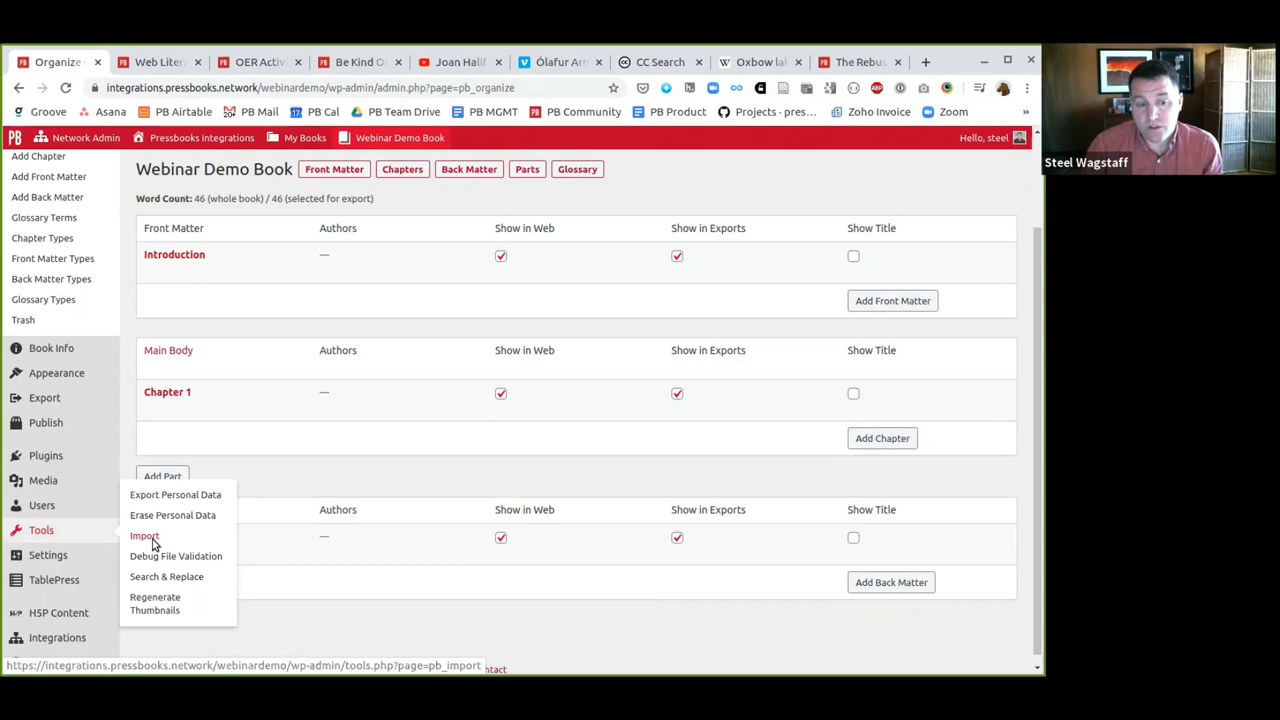 Organize
Web Litera
OER Activi
Be Kind O
Joan Halif
Ólafur Arn
CC Search
Oxbow lak
The Rebus
integrations.pressbooks.network/webinardemo/wp-admin/admin.php?page=pb_organize
Groove
Asana
PB Airtable
PB Mail
PB Cal
PB Team Drive
PB MGMT
PB Community
PB Product
Projects · pres...
Zoho Invoice
Zoom
PB
Network Admin
Pressbooks Integrations
My Books
Webinar Demo Book
Hello, steel
Steel Wagstaff
Add Chapter
Add Front Matter
Add Back Matter
Glossary Terms
Chapter Types
Front Matter Types
Back Matter Types
Glossary Types
Trash
Book Info
Appearance
Export
Publish
Plugins
Media
Users
Tools
Settings
TablePress
H5P Content
Integrations
Export Personal Data
Erase Personal Data
Import
Debug File Validation
Search & Replace
Regenerate
Thumbnails
Webinar Demo Book
Front Matter
Chapters
Back Matter
Parts
Glossary
Word Count: 46 (whole book) / 46 (selected for export)
Front Matter Authors Show in Web Show in Exports Show Title
Introduction —
Add Front Matter
Main Body Authors Show in Web Show in Exports Show Title
Chapter 1 —
Add Chapter
Add Part
Authors Show in Web Show in Exports Show Title
—
Add Back Matter
https://integrations.pressbooks.network/webinardemo/wp-admin/tools.php?page=pb_import